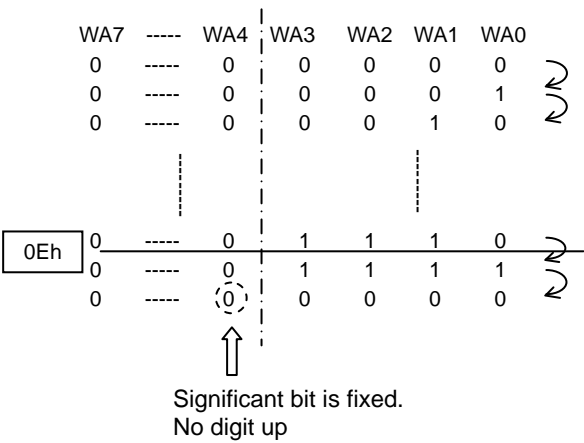 WA7 ----- WA4 WA3 WA2 WA1 WA0
0 ----- 0 0 0 0 0
0 ----- 0 0 0 0 1
0 ----- 0 0 0 1 0
0Eh 0 ----- 0 1 1 1 0
0 ----- 0 1 1 1 1
0 ----- 0 0 0 0 0
Significant bit is fixed.
No digit up